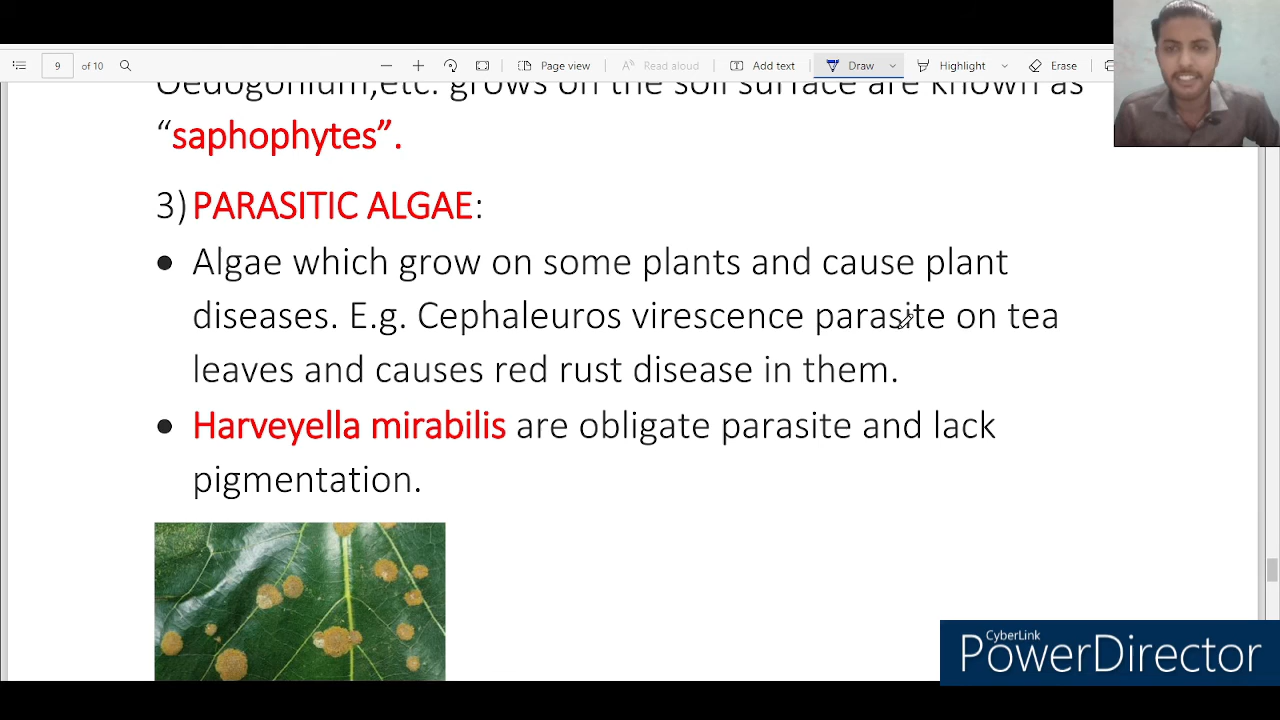 9 of 10 Page view Read aloud Add text Draw Highlight Erase
Oedogonium,etc. grows on the soil surface are known as
“saphophytes”.
3) PARASITIC ALGAE:
• Algae which grow on some plants and cause plant
diseases. E.g. Cephaleuros virescence parasite on tea
leaves and causes red rust disease in them.
• Harveyella mirabilis are obligate parasite and lack
pigmentation.
CyberLink
PowerDirector